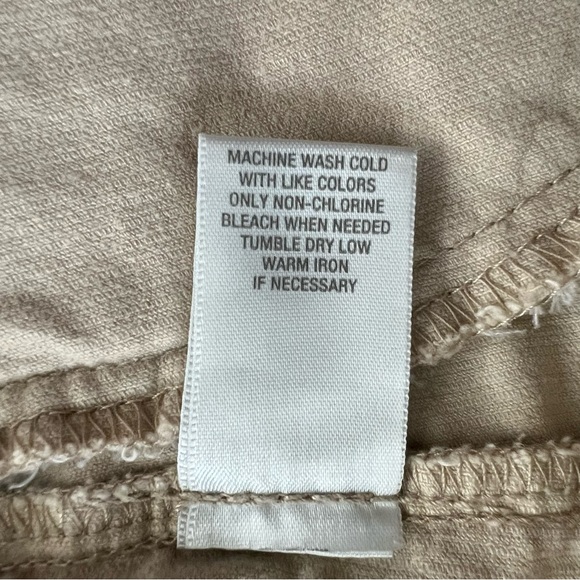 MACHINE WASH COLD
WITH LIKE COLORS
ONLY NON-CHLORINE
BLEACH WHEN NEEDED
TUMBLE DRY LOW
WARM IRON
IF NECESSARY